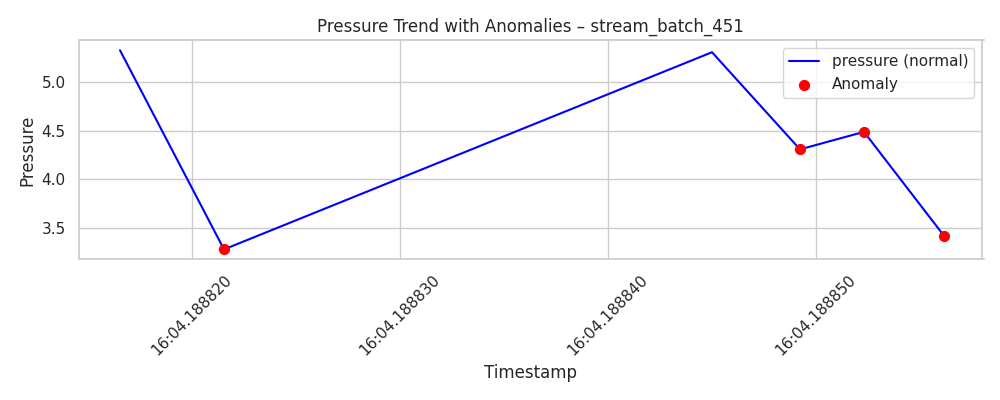 Pressure Trend with Anomalies – stream_batch_451
pressure (normal)
Anomaly
Pressure
5.0
4.5
4.0
3.5
16:04.188820
16:04.188830
16:04.188840
16:04.188850
Timestamp